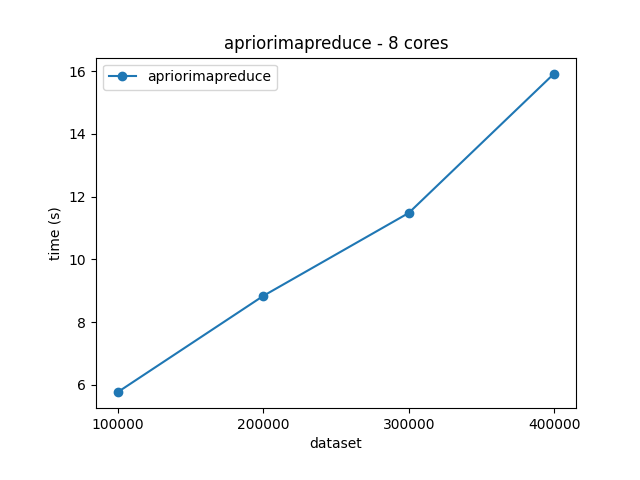 apriorimapreduce - 8 cores
apriorimapreduce
16
14
12
10
8
6
time (s)
100000 200000 300000 400000
dataset